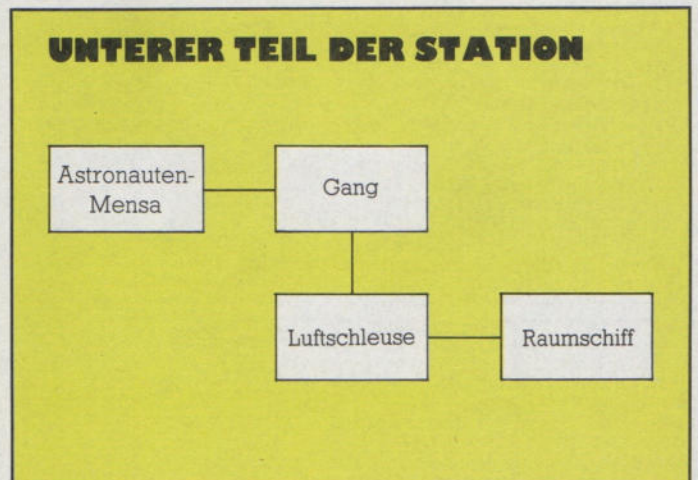 UNTERER TEIL DER STATION
Astronauten-
Mensa
Gang
Luftschleuse
Raumschiff